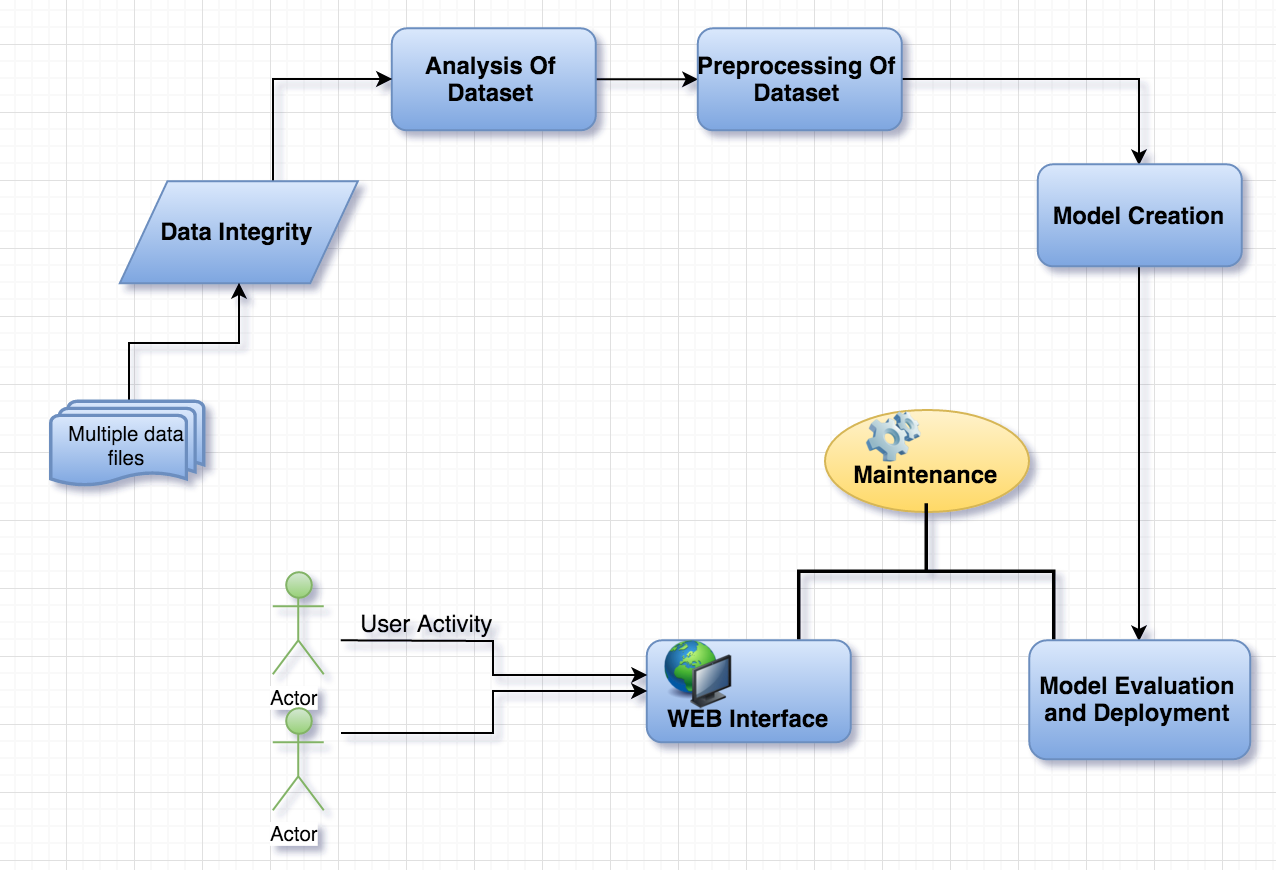 Analysis Of
Dataset
Preprocessing Of
Dataset
Data Integrity
Model Creation
Multiple data
files
Maintenance
User Activity
WEB Interface
Model Evaluation
and Deployment
Actor
Actor